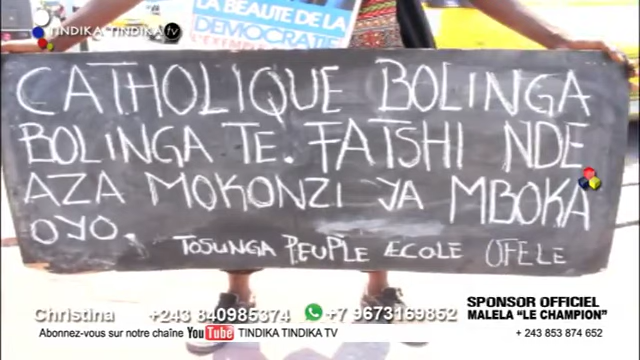 TINDIKA TINDIKA tv
LA BEAUTE DE LA
DEMOCRATIE
CATHOLIQUE BOLINGA
BOLINGA TE. FATSHI NDE
AZA MOKONZI YA MBOKA
OYO.
TOSUNGA PEUPLE ECOLE OFELE
Christina +243 840985374 +7 9673169852
SPONSOR OFFICIEL
MALELA "LE CHAMPION"
Abonnez-vous sur notre chaîne YouTube TINDIKA TINDIKA TV
+ 243 853 874 652